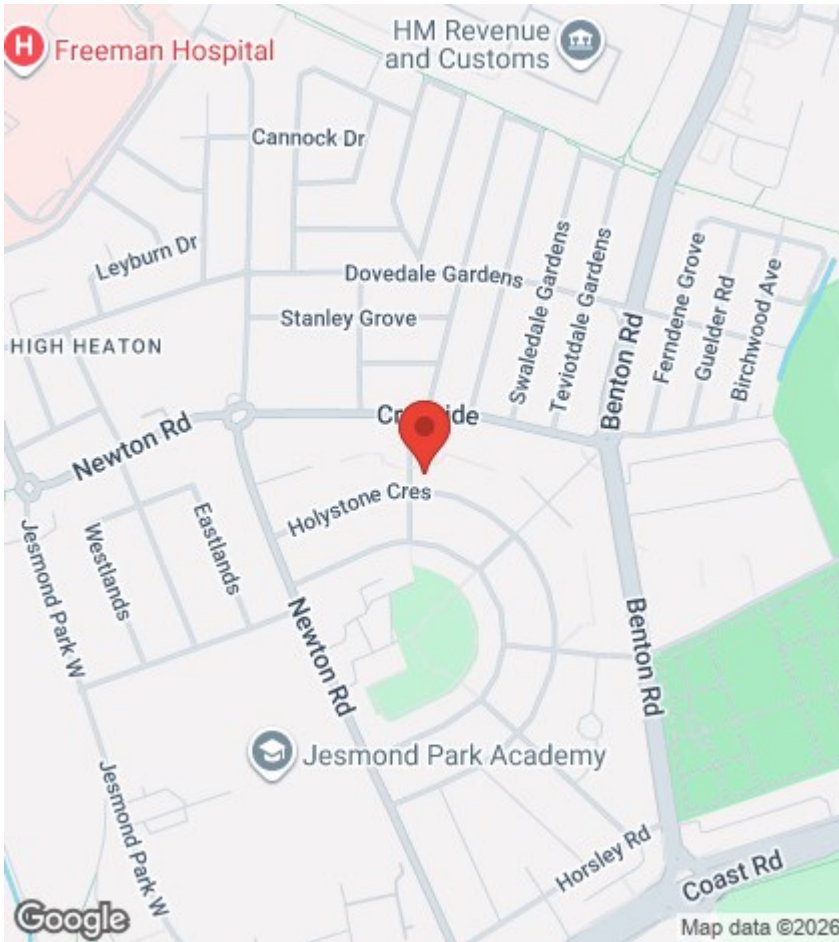 HM Revenue
and Customs
H
Freeman Hospital
Cannock Dr
Leyburn Dr
Dovedale Gardens
Swaledale Gardens
Teviotdale Gardens
Ferndene Grove
Guelder Rd
Birchwood Ave
Stanley Grove
HIGH HEATON
Benton Rd
Newton Rd
Holystone Cres
Eastlands
Westlands
Jesmond Park W
Newton Rd
Benton Rd
Jesmond Park Academy
Jesmond Park W
Horsley Rd
Coast Rd
Google
Map data ©2026